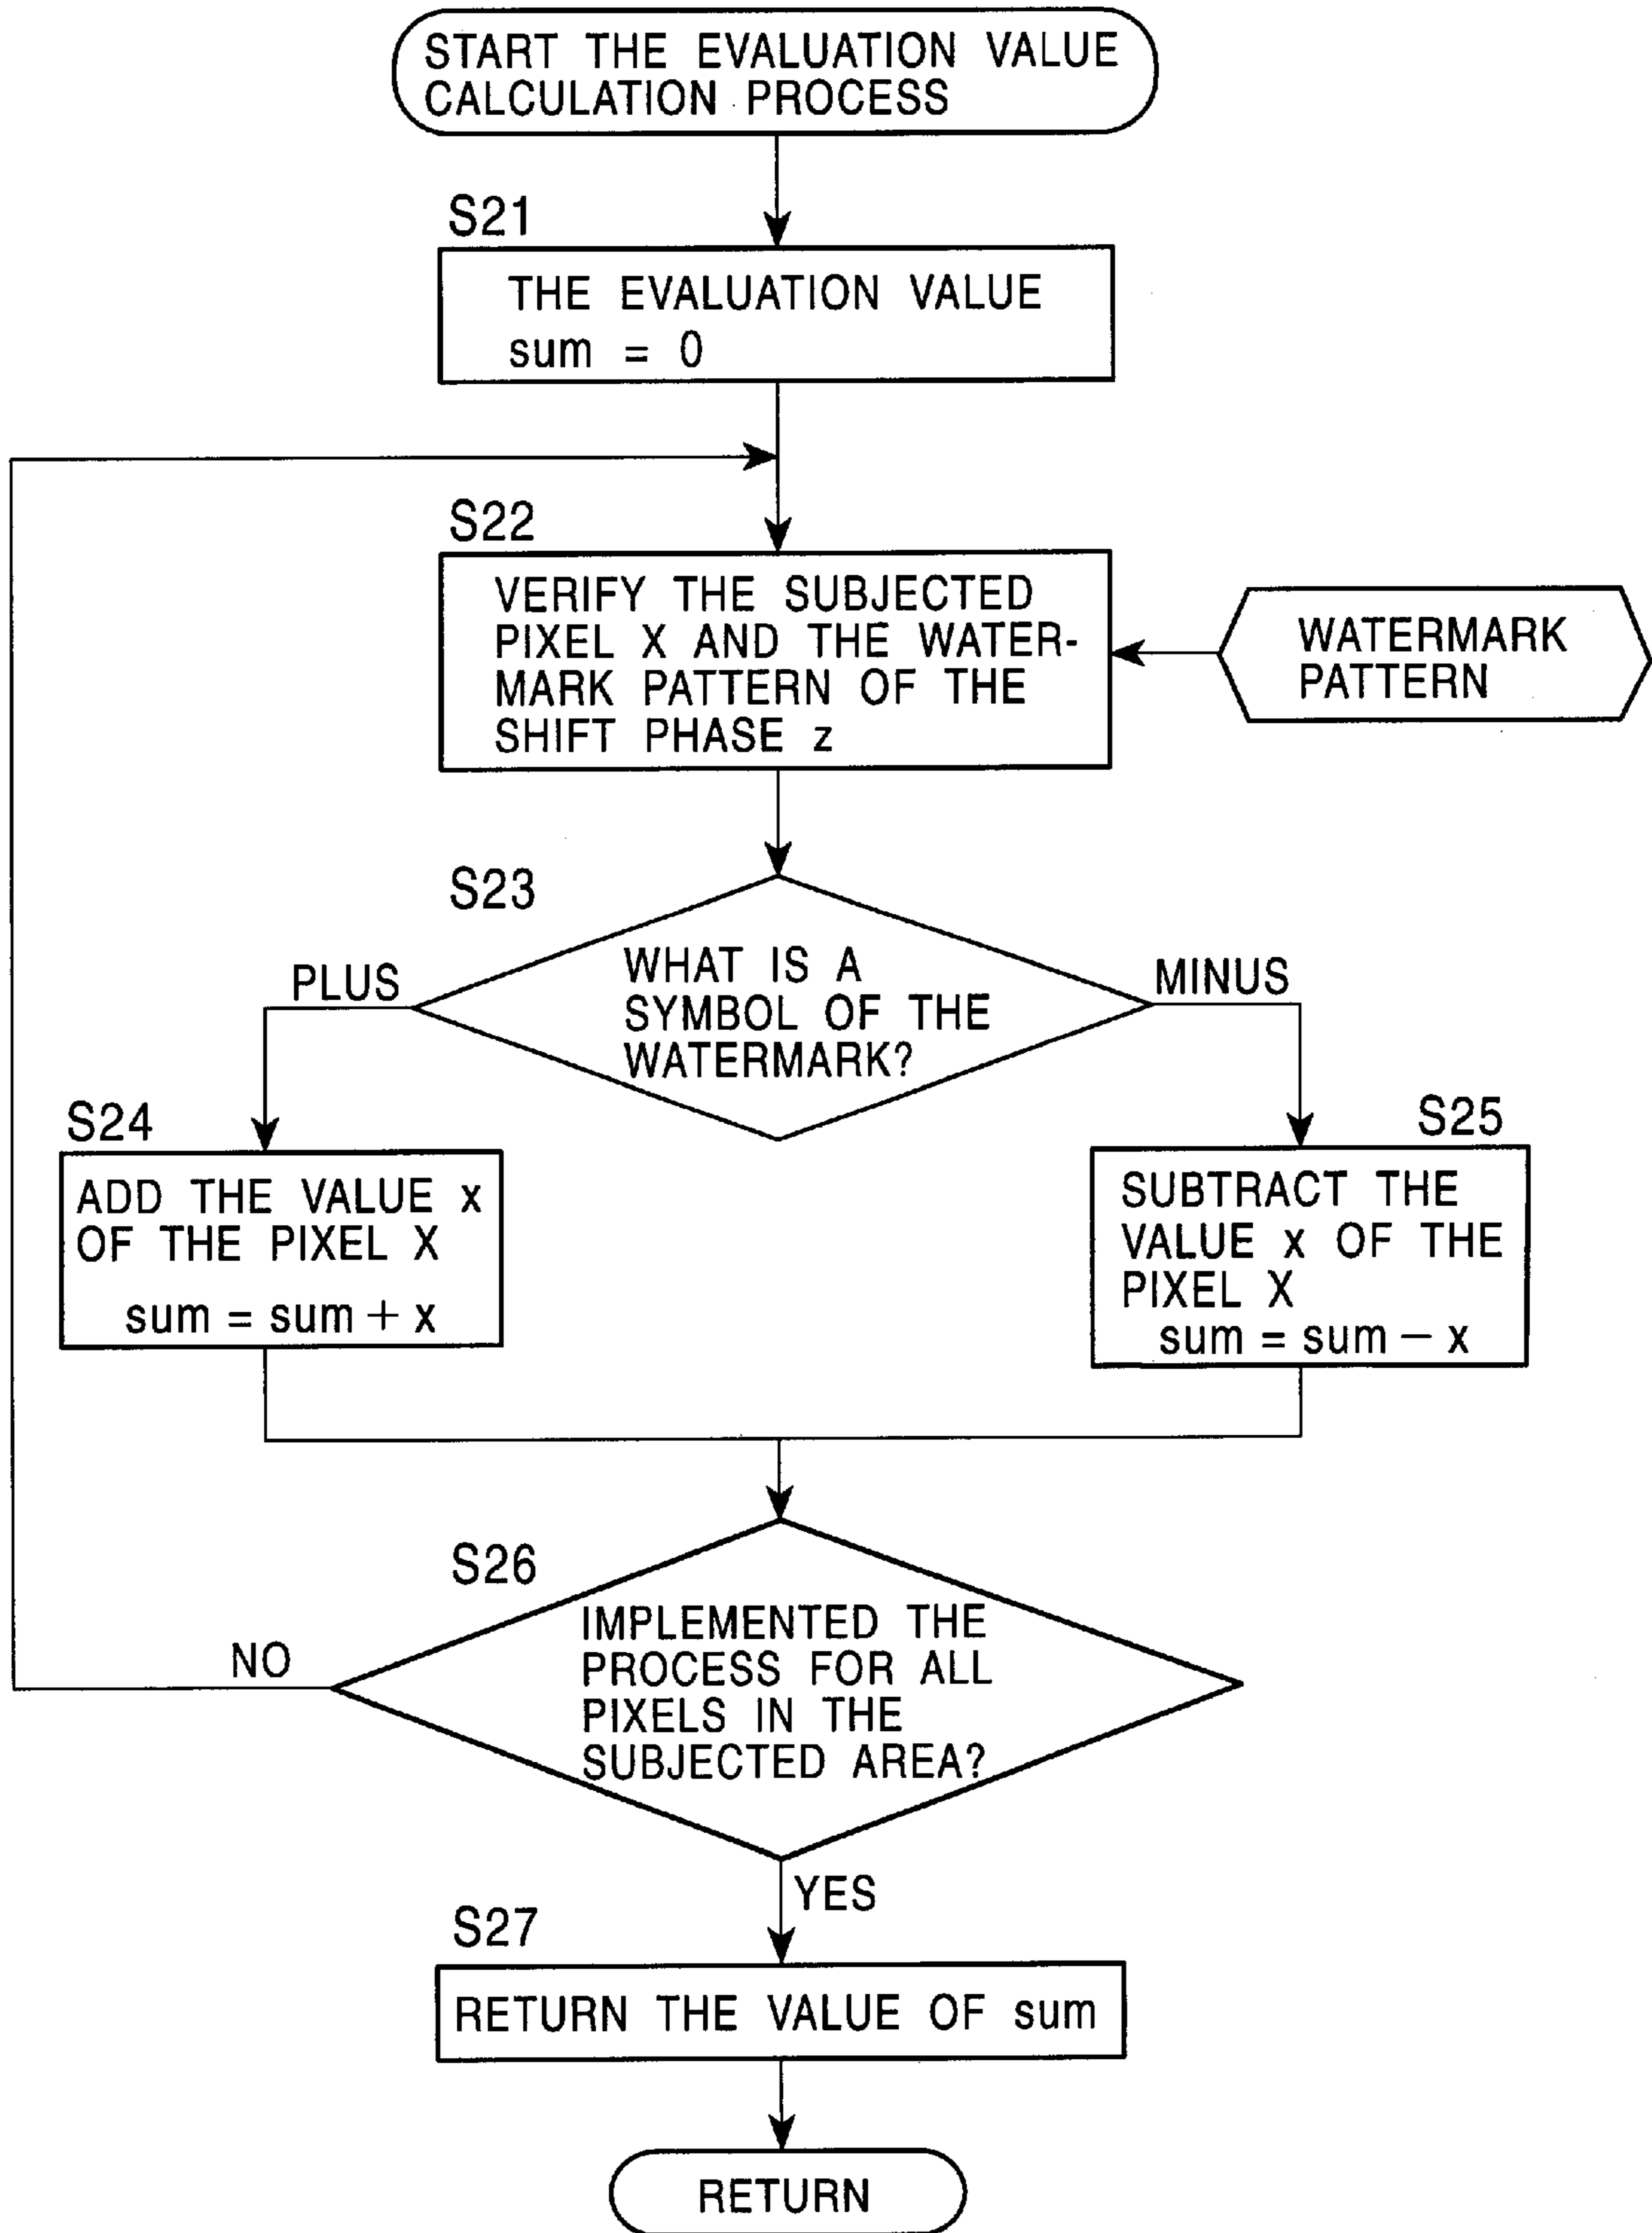 START THE EVALUATION VALUE
CALCULATION PROCESS
S21
THE EVALUATION VALUE
sum = 0
S22
VERIFY THE SUBJECTED
PIXEL X AND THE WATER-
MARK PATTERN OF THE
SHIFT PHASE z
WATERMARK
PATTERN
S23
WHAT IS A
SYMBOL OF THE
WATERMARK?
PLUS
MINUS
S24
ADD THE VALUE x
OF THE PIXEL X
sum = sum + x
S25
SUBTRACT THE
VALUE x OF THE
PIXEL X
sum = sum − x
S26
IMPLEMENTED THE
PROCESS FOR ALL
PIXELS IN THE
SUBJECTED AREA?
NO
YES
S27
RETURN THE VALUE OF sum
RETURN